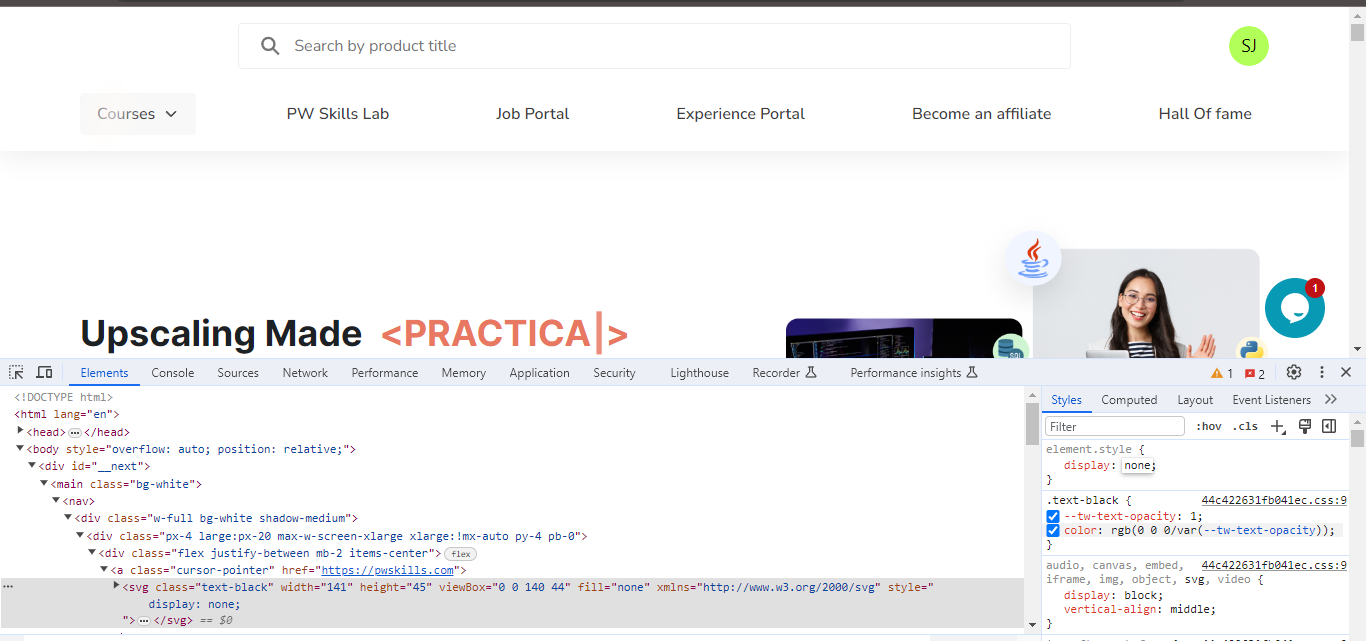 Search by product title
SJ
Courses
PW Skills Lab
Job Portal
Experience Portal
Become an affiliate
Hall Of fame
Upscaling Made <PRACTICA|>
SQL
1
Elements Console Sources Network Performance Memory Application Security Lighthouse Recorder Performance insights 1 2
<!DOCTYPE html>
<html lang="en">
<head> … </head>
<body style="overflow: auto; position: relative;">
<div id="__next">
<main class="bg-white">
<nav>
<div class="w-full bg-white shadow-medium">
<div class="px-4 large:px-20 max-w-screen-xlarge xlarge:!mx-auto py-4 pb-0">
<div class="flex justify-between mb-2 items-center"> flex
<a class="cursor-pointer" href="https://pwskills.com">
… <svg class="text-black" width="141" height="45" viewBox="0 0 140 44" fill="none" xmlns="http://www.w3.org/2000/svg" style="
display: none;
"> … </svg> == $0
Styles Computed Layout Event Listeners
Filter :hov .cls
element.style {
display: none;
}
.text-black { 44c422631fb041ec.css:9
--tw-text-opacity: 1;
color: rgb(0 0 0/var(--tw-text-opacity));
}
audio, canvas, embed, 44c422631fb041ec.css:9
iframe, img, object, svg, video {
display: block;
vertical-align: middle;
}